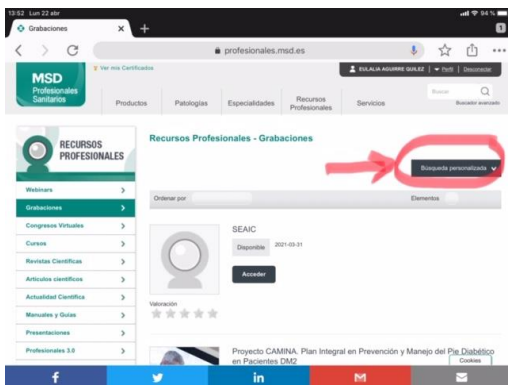 13:52 Lun 22 abr
94 %
Grabaciones
1
profesionales.msd.es
Ver mis Certificados
EULALIA AGUIRRE QUILEZ
Perfil
Desconectar
MSD
Profesionales
Sanitarios
Productos
Patologías
Especialidades
Recursos
Profesionales
Servicios
Buscar
Buscador avanzado
RECURSOS
PROFESIONALES
Webinars
Grabaciones
Congresos Virtuales
Cursos
Revistas Científicas
Artículos científicos
Actualidad Científica
Manuales y Guías
Presentaciones
Profesionales 3.0
Recursos Profesionales - Grabaciones
Búsqueda personalizada
Ordenar por
Elementos
SEAIC
Disponible 2021-03-31
Acceder
Valoración
Proyecto CAMINA. Plan Integral en Prevención y Manejo del Pie Diabético
en Pacientes DM2
Cookies